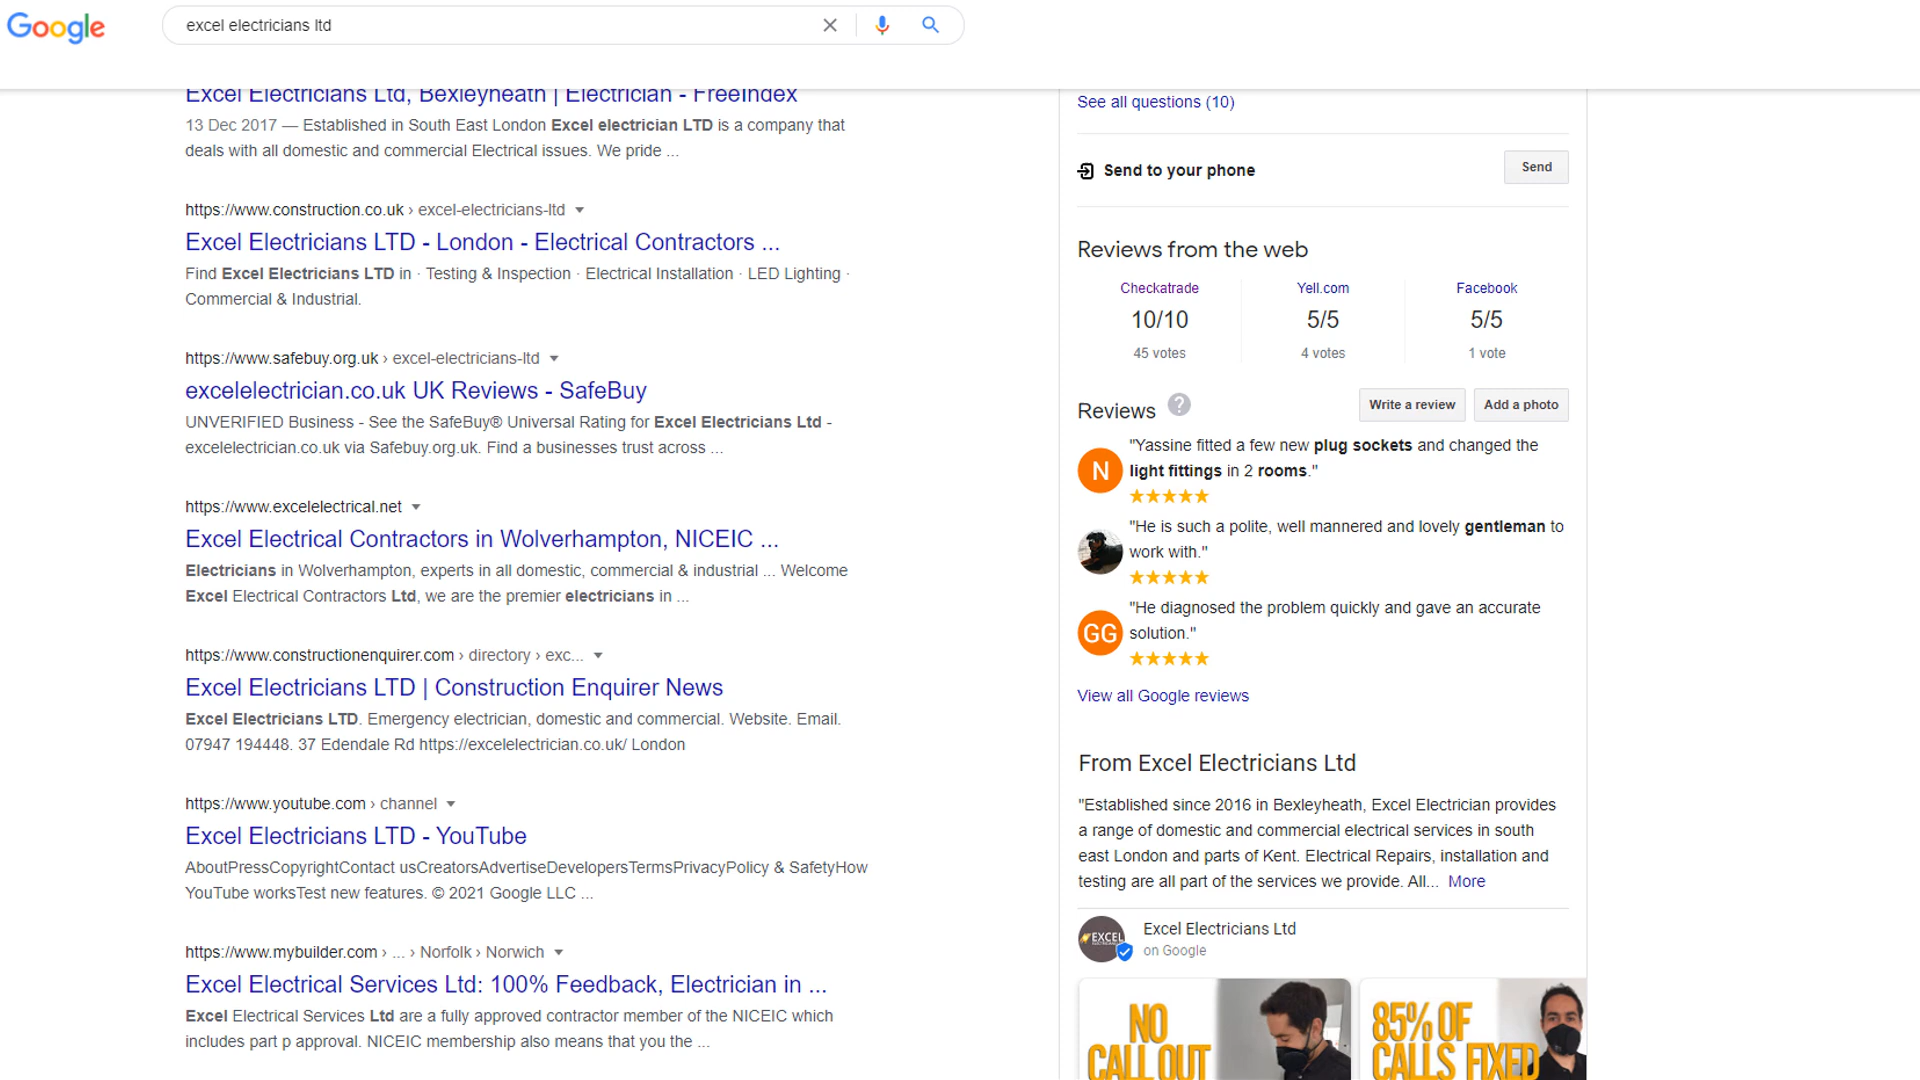 Google
excel electricians ltd
Excel Electricians Ltd, Bexleyheath | Electrician - FreeIndex
13 Dec 2017 — Established in South East London Excel electrician LTD is a company that
deals with all domestic and commercial Electrical issues. We pride ...
https://www.construction.co.uk › excel-electricians-ltd
Excel Electricians LTD - London - Electrical Contractors ...
Find Excel Electricians LTD in · Testing & Inspection · Electrical Installation · LED Lighting ·
Commercial & Industrial.
https://www.safebuy.org.uk › excel-electricians-ltd
excelelectrician.co.uk UK Reviews - SafeBuy
UNVERIFIED Business - See the SafeBuy® Universal Rating for Excel Electricians Ltd -
excelelectrician.co.uk via Safebuy.org.uk. Find a businesses trust across ...
https://www.excelelectrical.net
Excel Electrical Contractors in Wolverhampton, NICEIC ...
Electricians in Wolverhampton, experts in all domestic, commercial & industrial ... Welcome
Excel Electrical Contractors Ltd, we are the premier electricians in ...
https://www.constructionenquirer.com › directory › exc...
Excel Electricians LTD | Construction Enquirer News
Excel Electricians LTD. Emergency electrician, domestic and commercial. Website. Email.
07947 194448. 37 Edendale Rd https://excelelectrician.co.uk/ London
https://www.youtube.com › channel
Excel Electricians LTD - YouTube
AboutPressCopyrightContact usCreatorsAdvertiseDevelopersTermsPrivacyPolicy & SafetyHow
YouTube worksTest new features. © 2021 Google LLC ...
https://www.mybuilder.com › ... › Norfolk › Norwich
Excel Electrical Services Ltd: 100% Feedback, Electrician in ...
Excel Electrical Services Ltd are a fully approved contractor member of the NICEIC which
includes part p approval. NICEIC membership also means that you the ...
See all questions (10)
Send to your phone
Send
Reviews from the web
Checkatrade Yell.com Facebook
10/10 5/5 5/5
45 votes 4 votes 1 vote
Reviews ?
Write a review Add a photo
N
"Yassine fitted a few new plug sockets and changed the
light fittings in 2 rooms."
"He is such a polite, well mannered and lovely gentleman to
work with."
GG
"He diagnosed the problem quickly and gave an accurate
solution."
View all Google reviews
From Excel Electricians Ltd
"Established since 2016 in Bexleyheath, Excel Electrician provides
a range of domestic and commercial electrical services in south
east London and parts of Kent. Electrical Repairs, installation and
testing are all part of the services we provide. All... More
EXCEL
Excel Electricians Ltd
on Google
NO
CALL OUT
85% OF
CALLS FIXED